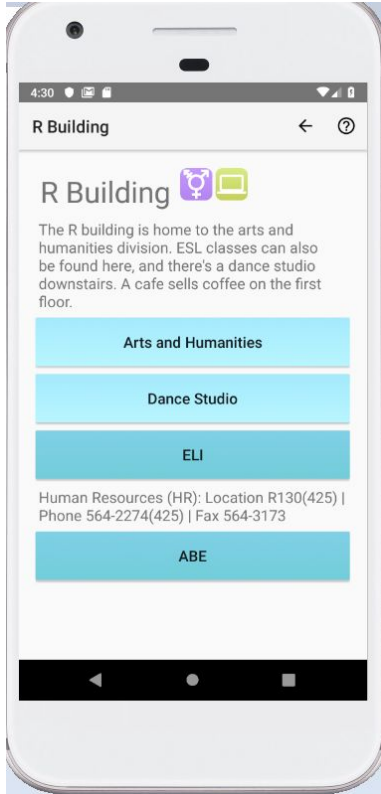 4:30
R Building
R Building
The R building is home to the arts and
humanities division. ESL classes can also
be found here, and there's a dance studio
downstairs. A cafe sells coffee on the first
floor.
Arts and Humanities
Dance Studio
ELI
Human Resources (HR): Location R130(425) |
Phone 564-2274(425) | Fax 564-3173
ABE